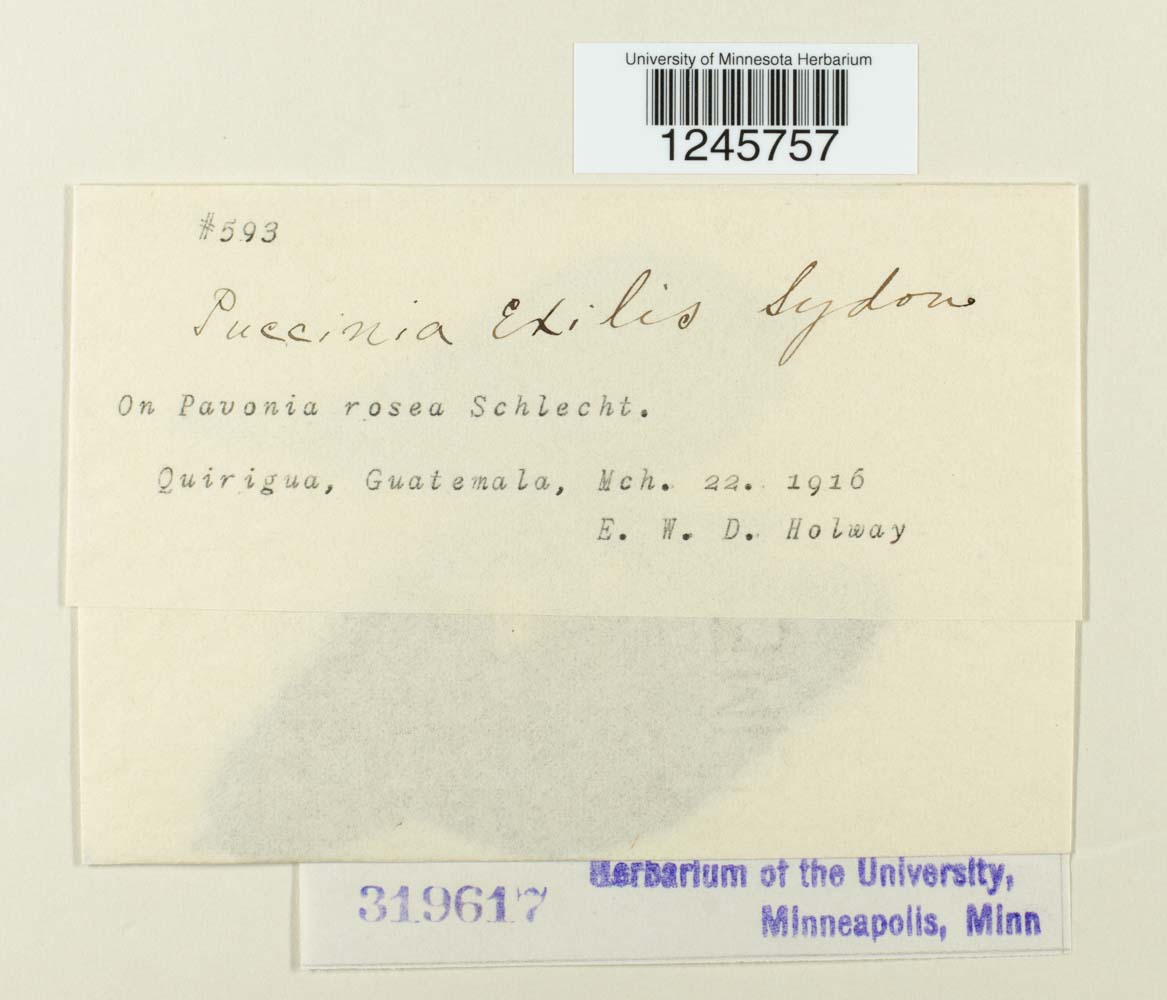 University of Minnesota Herbarium
1245757
#593
Puccinia exilis Sydow
On Pavonia rosea Schlecht.
Quirigua, Guatemala, Mch. 22. 1916
E. W. D. Holway
319617
Herbarium of the University,
Minneapolis, Minn